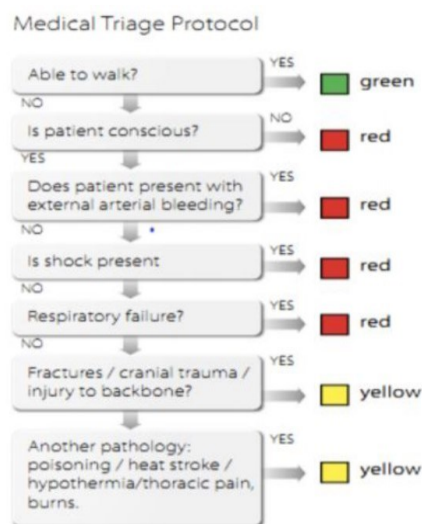 Medical Triage Protocol
Able to walk?
YES
green
NO
Is patient conscious?
NO
red
YES
Does patient present with
external arterial bleeding?
YES
red
NO
Is shock present
YES
red
NO
Respiratory failure?
YES
red
NO
Fractures / cranial trauma /
injury to backbone?
YES
yellow
Another pathology:
poisoning / heat stroke /
hypothermia/thoracic pain,
burns.
YES
yellow